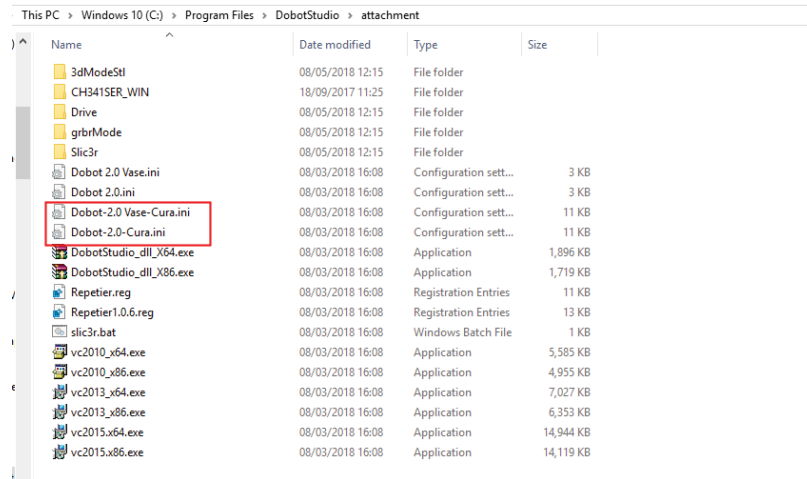 This PC > Windows 10 (C:) > Program Files > DobotStudio > attachment
Name Date modified Type Size
3dModeStl 08/05/2018 12:15 File folder
CH341SER_WIN 18/09/2017 11:25 File folder
Drive 08/05/2018 12:15 File folder
grbrMode 08/05/2018 12:15 File folder
Slic3r 08/05/2018 12:15 File folder
Dobot 2.0 Vase.ini 08/03/2018 16:08 Configuration sett... 3 KB
Dobot 2.0.ini 08/03/2018 16:08 Configuration sett... 3 KB
Dobot-2.0 Vase-Cura.ini 08/03/2018 16:08 Configuration sett... 11 KB
Dobot-2.0-Cura.ini 08/03/2018 16:08 Configuration sett... 11 KB
DobotStudio_dll_X64.exe 08/03/2018 16:08 Application 1,896 KB
DobotStudio_dll_X86.exe 08/03/2018 16:08 Application 1,719 KB
Repetier.reg 08/03/2018 16:08 Registration Entries 11 KB
Repetier1.0.6.reg 08/03/2018 16:08 Registration Entries 13 KB
slic3r.bat 08/03/2018 16:08 Windows Batch File 1 KB
vc2010_x64.exe 08/03/2018 16:08 Application 5,585 KB
vc2010_x86.exe 08/03/2018 16:08 Application 4,955 KB
vc2013_x64.exe 08/03/2018 16:08 Application 7,027 KB
vc2013_x86.exe 08/03/2018 16:08 Application 6,353 KB
vc2015.x64.exe 08/03/2018 16:08 Application 14,944 KB
vc2015.x86.exe 08/03/2018 16:08 Application 14,119 KB